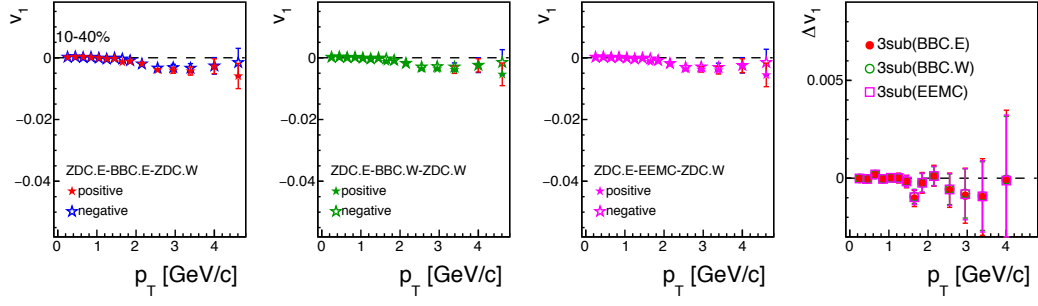 v1
10-40%
0
−0.02
−0.04
ZDC.E-BBC.E-ZDC.W
positive
negative
0 1 2 3 4
pT [GeV/c]
v1
0
−0.02
−0.04
ZDC.E-BBC.W-ZDC.W
positive
negative
0 1 2 3 4
pT [GeV/c]
v1
0
−0.02
−0.04
ZDC.E-EEMC-ZDC.W
positive
negative
0 1 2 3 4
pT [GeV/c]
Δv1
3sub(BBC.E)
3sub(BBC.W)
3sub(EEMC)
0.005
0
0 1 2 3 4
pT [GeV/c]